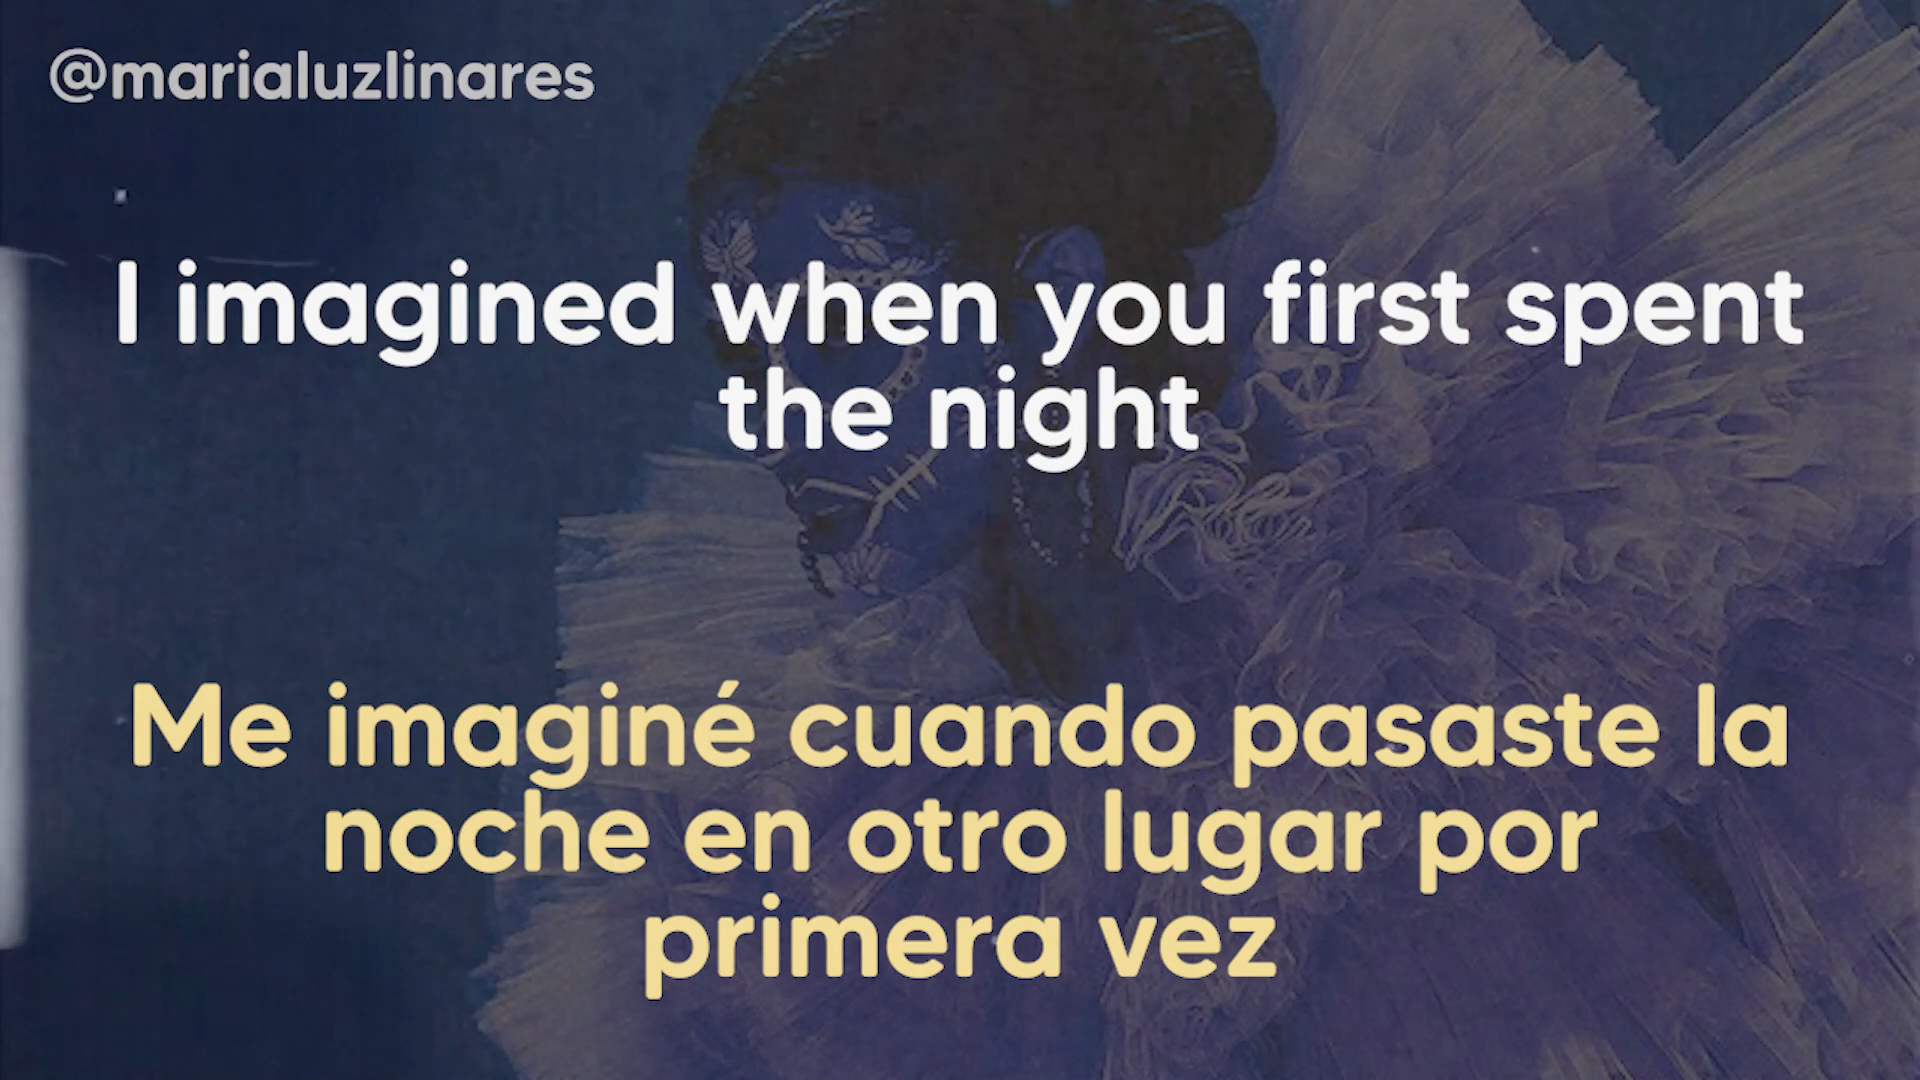 @marialuzlinares
I imagined when you first spent
the night
Me imaginé cuando pasaste la
noche en otro lugar por
primera vez